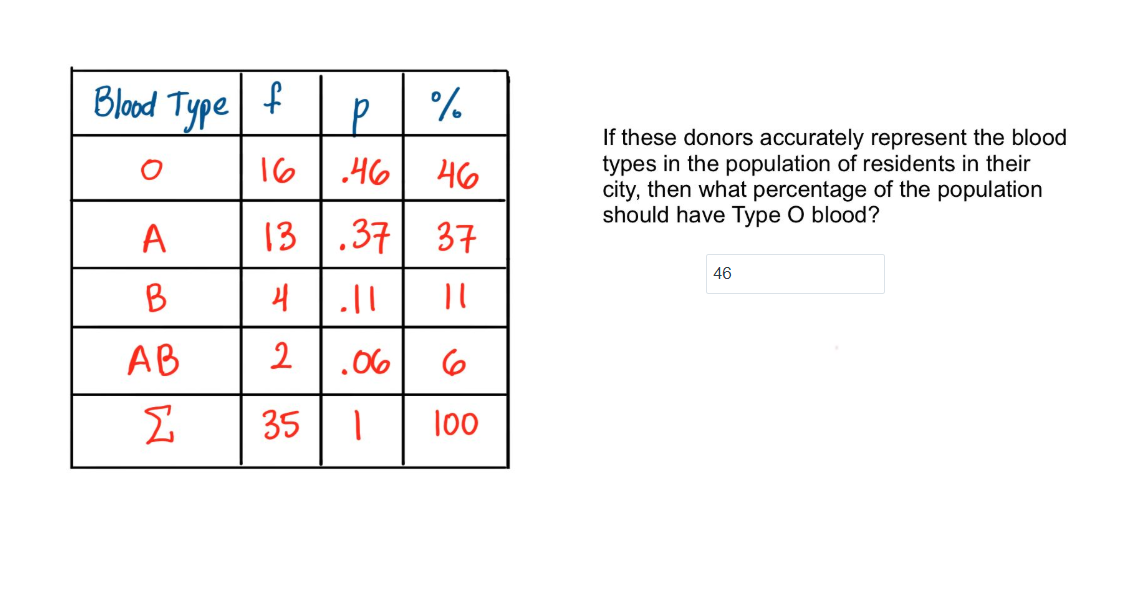 Blood Type f p %
O 16 .46 46
A 13 .37 37
B 4 .11 11
AB 2 .06 6
Σ 35 1 100
If these donors accurately represent the blood
types in the population of residents in their
city, then what percentage of the population
should have Type O blood?
46